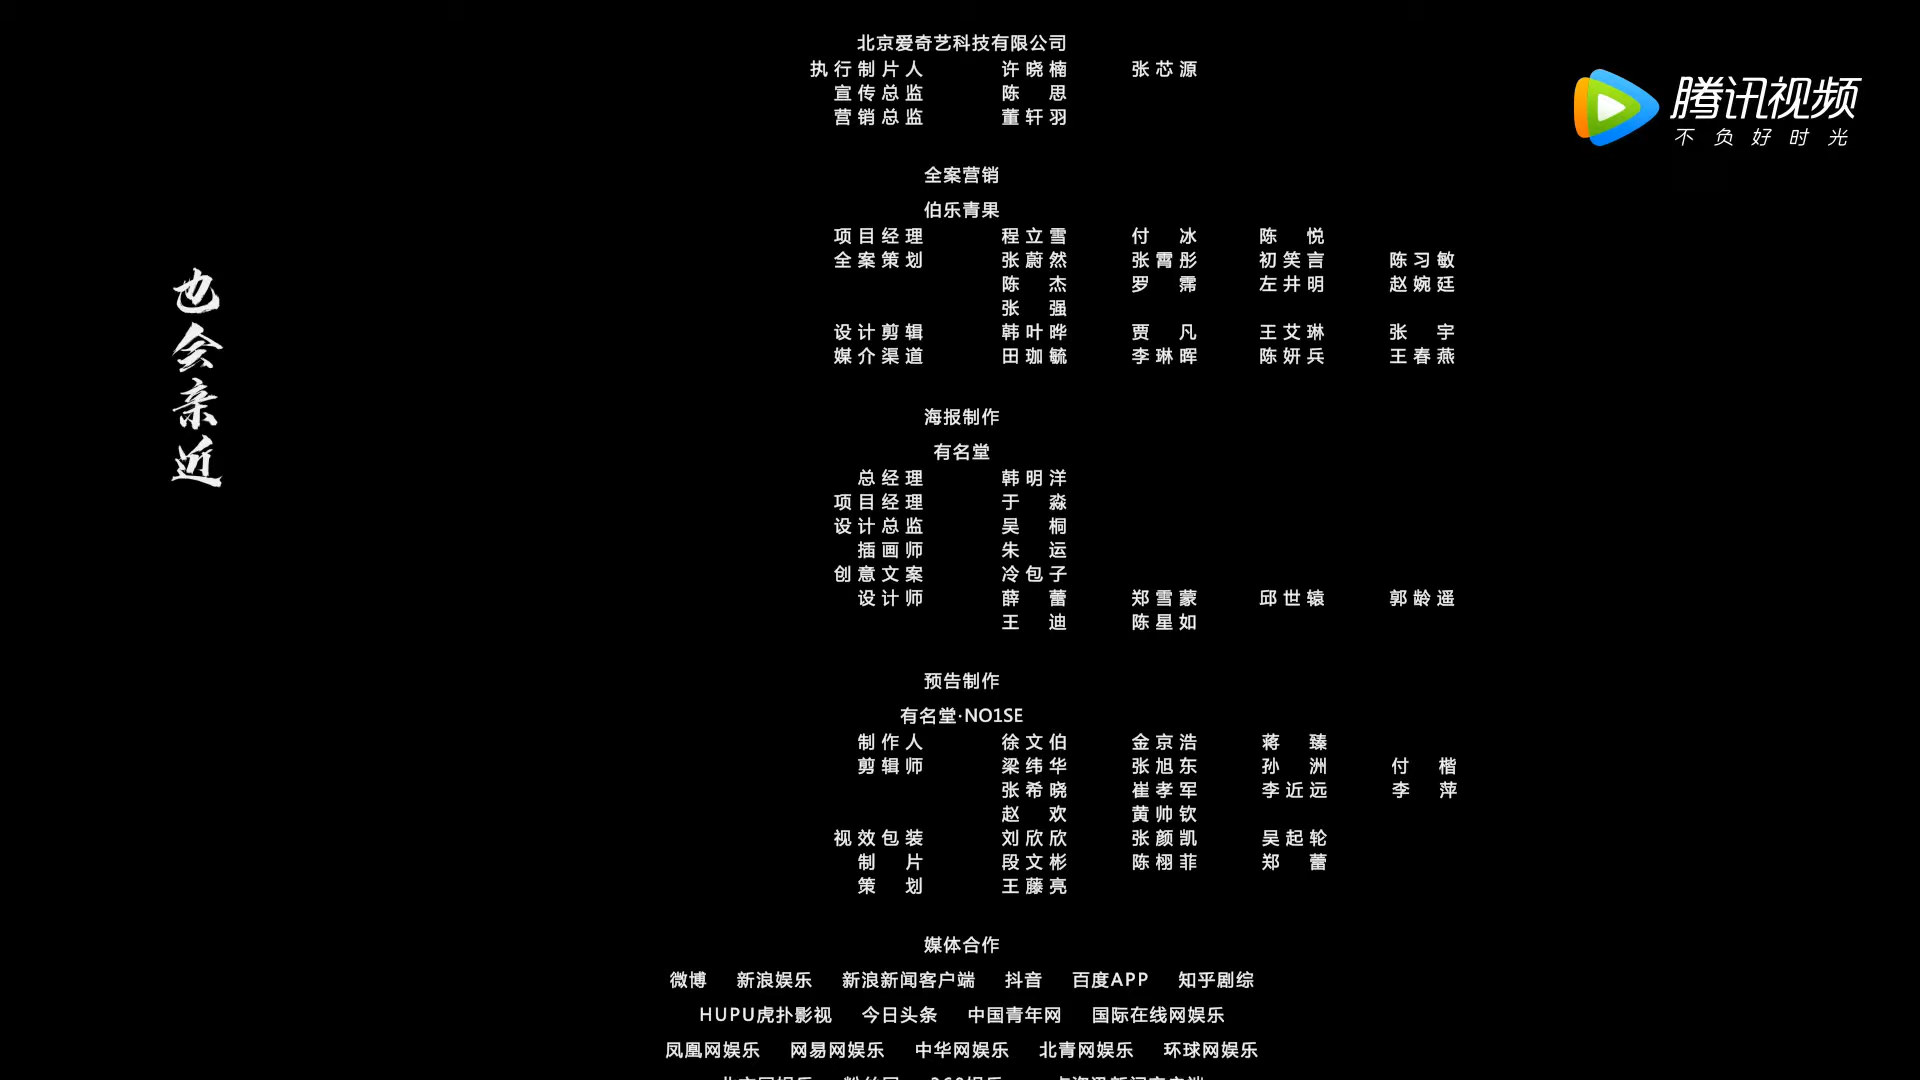 北京爱奇艺科技有限公司
执行制片人 许晓楠 张芯源
宣传总监 陈思
营销总监 董轩羽
腾讯视频
不负好时光
全案营销
伯乐青果
项目经理 程立雪 付冰 陈悦
全案策划 张蔚然 张霄彤 初笑言 陈习敏
陈杰 罗霈 左井明 赵婉廷
张强
设计剪辑 韩叶晔 贾凡 王艾琳 张宇
媒介渠道 田珈毓 李琳晖 陈妍兵 王春燕
也会亲近
海报制作
有名堂
总经理 韩明洋
项目经理 于淼
设计总监 吴桐
插画师 朱运
创意文案 冷包子
设计师 薛蕾 郑雪蒙 邱世辕 郭龄遥
王迪 陈星如
预告制作
有名堂·NO1SE
制作人 徐文伯 金京浩 蒋臻
剪辑师 梁纬华 张旭东 孙洲 付楷
张希晓 崔孝军 李近远 李萍
赵欢 黄帅钦
视效包装 刘欣欣 张颜凯 吴起轮
制片 段文彬 陈栩菲 郑蕾
策划 王藤亮
媒体合作
微博 新浪娱乐 新浪新闻客户端 抖音 百度APP 知乎剧综
HUPU虎扑影视 今日头条 中国青年网 国际在线网娱乐
凤凰网娱乐 网易网娱乐 中华网娱乐 北青网娱乐 环球网娱乐